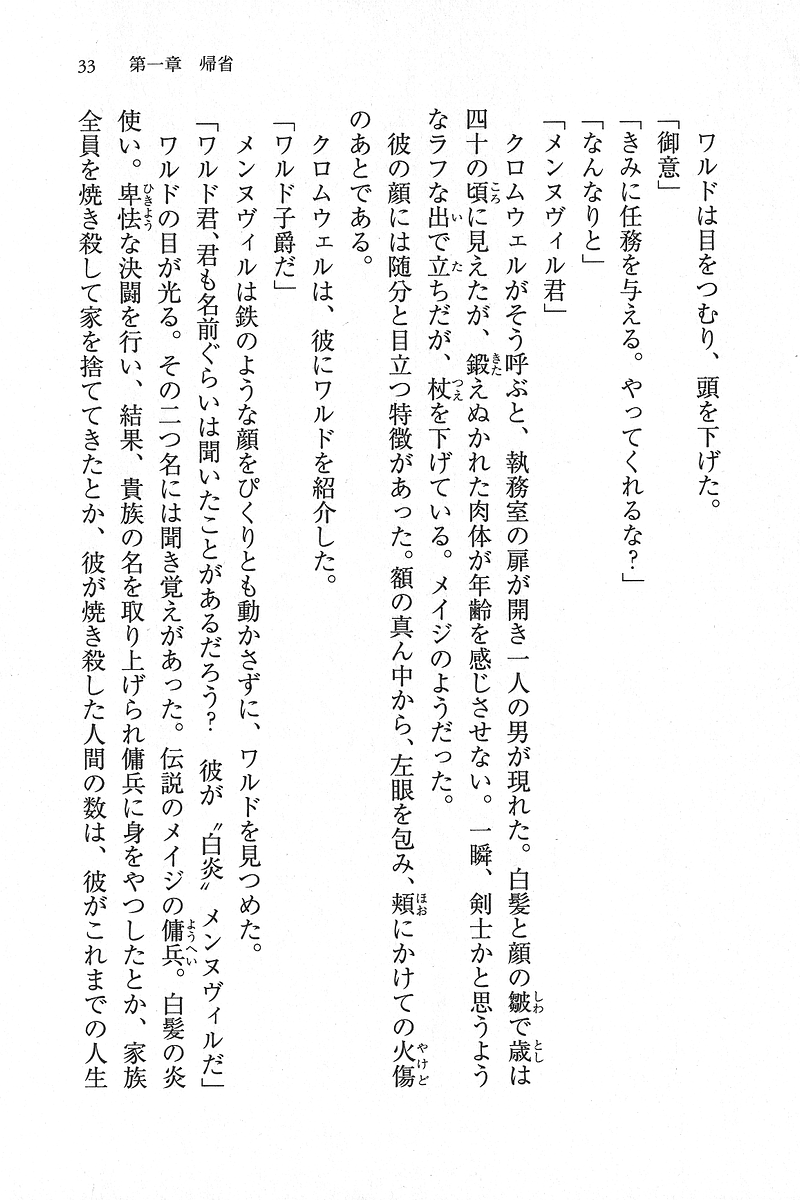 33　第一章　帰省
　ワルドは目をつむり、頭を下げた。
「御意」
「きみに任務を与える。やってくれるな？」
「なんなりと」
「メンヌヴィル君」
　クロムウェルがそう呼ぶと、執務室の扉が開き一人の男が現れた。白髪と顔の皺で歳は
四十の頃に見えたが、鍛えぬかれた肉体が年齢を感じさせない。一瞬、剣士かと思うよう
なラフな出で立ちだが、杖を下げている。メイジのようだった。
　彼の顔には随分と目立つ特徴があった。額の真ん中から、左眼を包み、頬にかけての火傷
のあとである。
　クロムウェルは、彼にワルドを紹介した。
「ワルド子爵だ」
　メンヌヴィルは鉄のような顔をぴくりとも動かさずに、ワルドを見つめた。
「ワルド君、君も名前ぐらいは聞いたことがあるだろう？　彼が〝白炎〟メンヌヴィルだ」
　ワルドの目が光る。その二つ名には聞き覚えがあった。伝説のメイジの傭兵。白髪の炎
使い。卑怯な決闘を行い、結果、貴族の名を取り上げられ傭兵に身をやつしたとか、家族
全員を焼き殺して家を捨ててきたとか、彼が焼き殺した人間の数は、彼がこれまでの人生